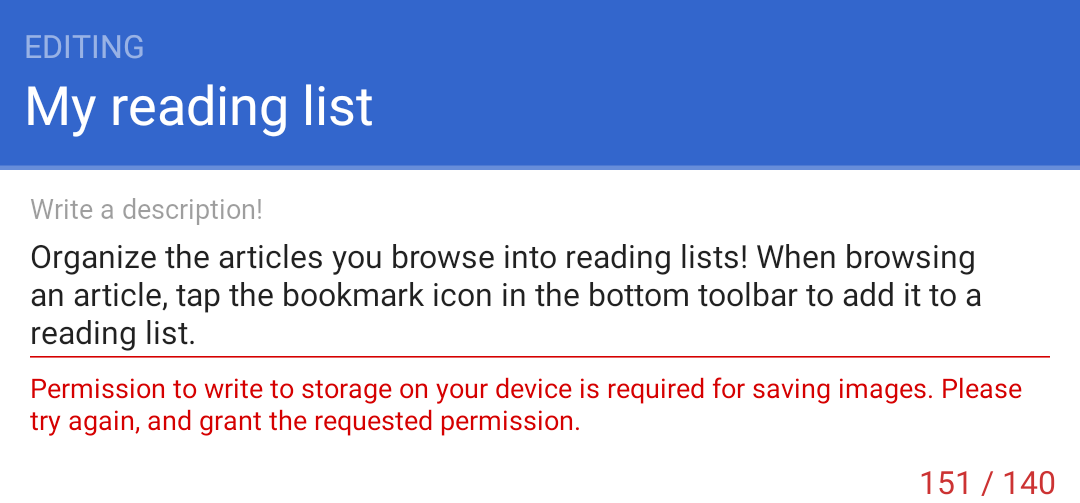 EDITING
My reading list
Write a description!
Organize the articles you browse into reading lists! When browsing
an article, tap the bookmark icon in the bottom toolbar to add it to a
reading list.
Permission to write to storage on your device is required for saving images. Please
try again, and grant the requested permission.
151 / 140